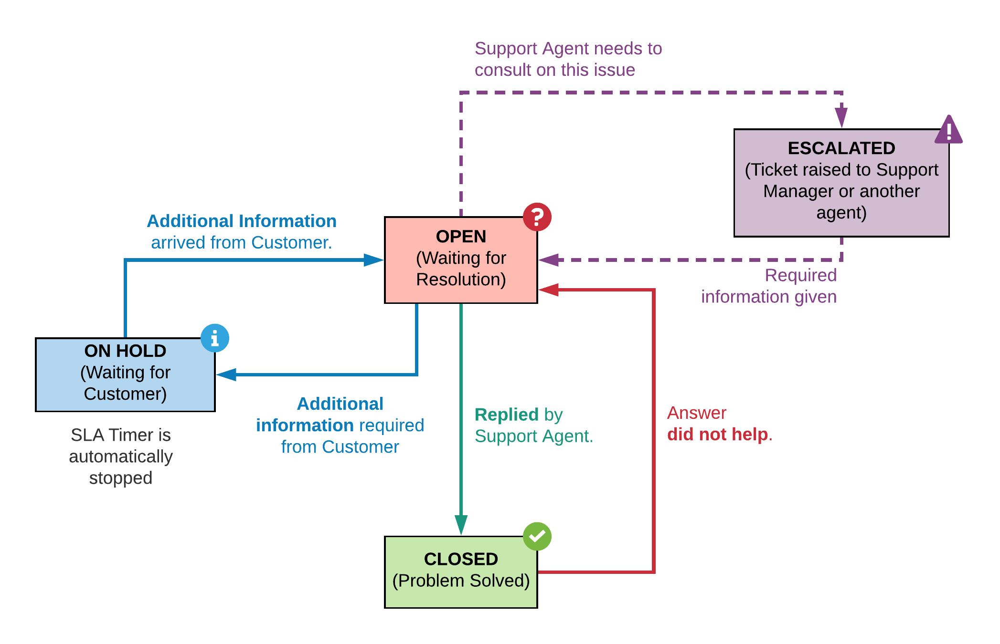 Support Agent needs to
consult on this issue
ESCALATED
(Ticket raised to Support
Manager or another
agent)
Additional Information
arrived from Customer.
OPEN
(Waiting for
Resolution)
Required
information given
ON HOLD
(Waiting for
Customer)
SLA Timer is
automatically
stopped
Additional
information required
from Customer
Replied by
Support Agent.
Answer
did not help.
CLOSED
(Problem Solved)